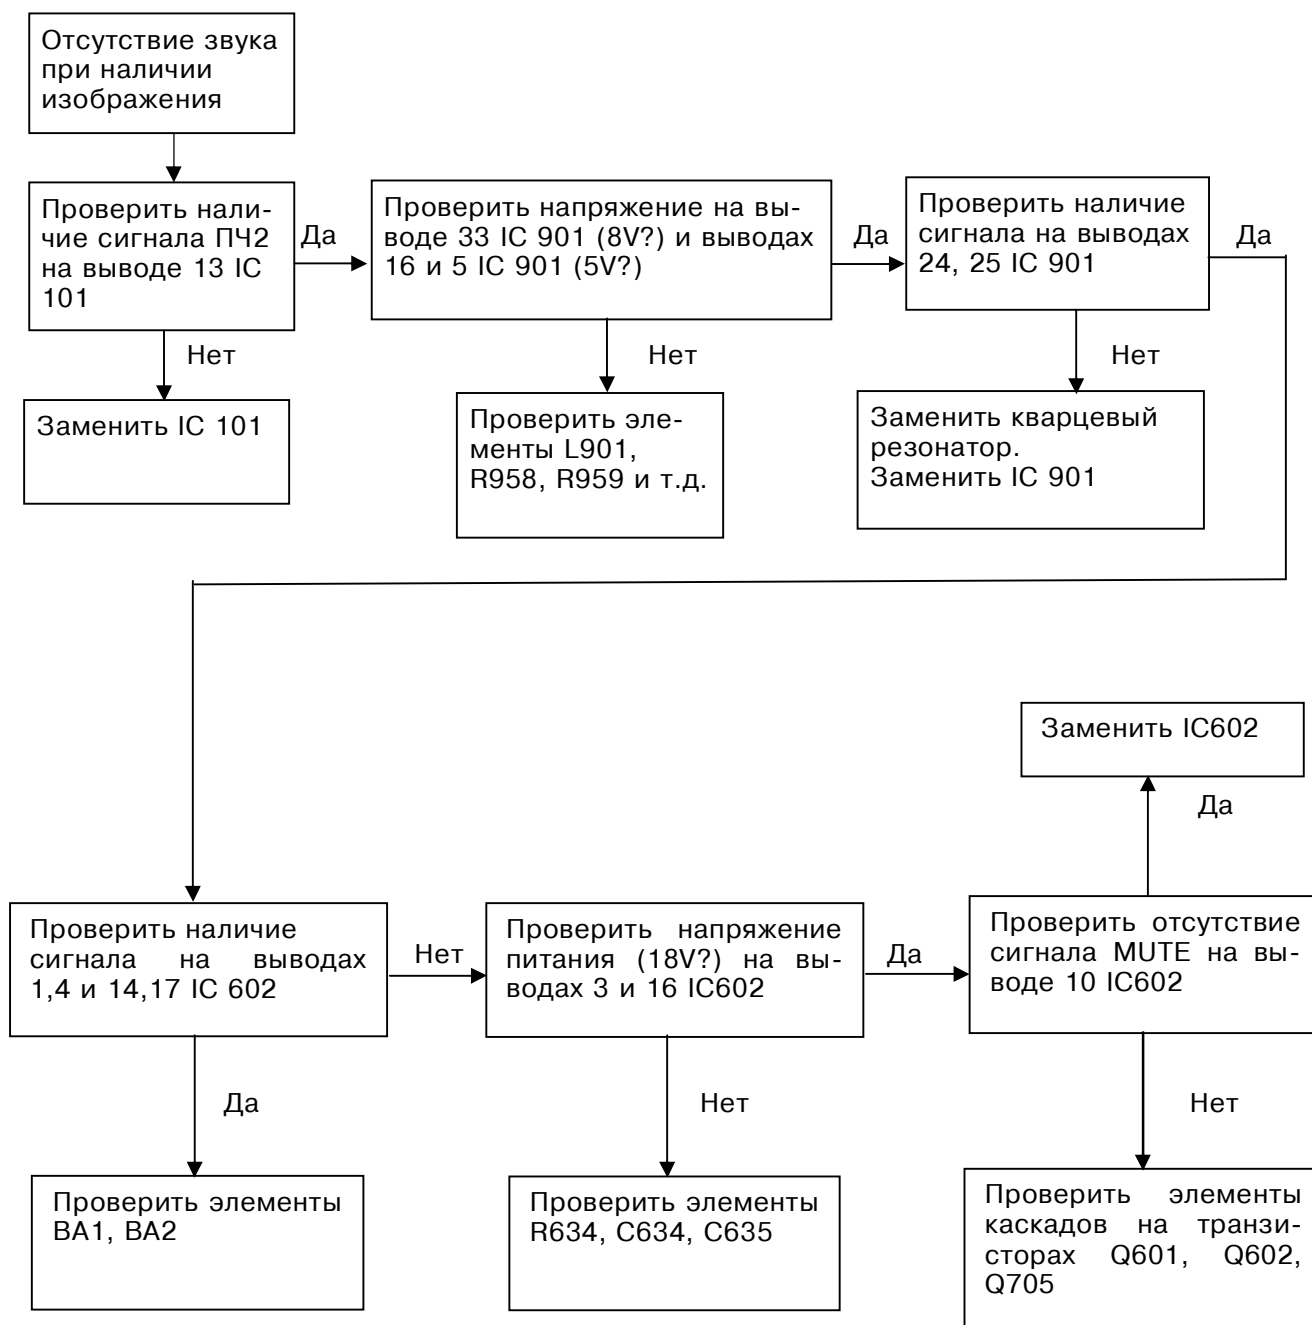 Отсутствие звука
при наличии
изображения
Проверить нали-
чие сигнала ПЧ2
на выводе 13 IC
101
Да
Проверить напряжение на вы-
воде 33 IC 901 (8V?) и выводах
16 и 5 IC 901 (5V?)
Да
Проверить наличие
сигнала на выводах
24, 25 IC 901
Да
Нет
Нет
Нет
Заменить IC 101
Проверить эле-
менты L901,
R958, R959 и т.д.
Заменить кварцевый
резонатор.
Заменить IC 901
Заменить IC602
Да
Проверить наличие
сигнала на выводах
1,4 и 14,17 IC 602
Нет
Проверить напряжение
питания (18V?) на вы-
водах 3 и 16 IC602
Да
Проверить отсутствие
сигнала MUTE на вы-
воде 10 IC602
Да
Нет
Нет
Проверить элементы
BA1, BA2
Проверить элементы
R634, C634, C635
Проверить элементы
каскадов на транзи-
сторах Q601, Q602,
Q705